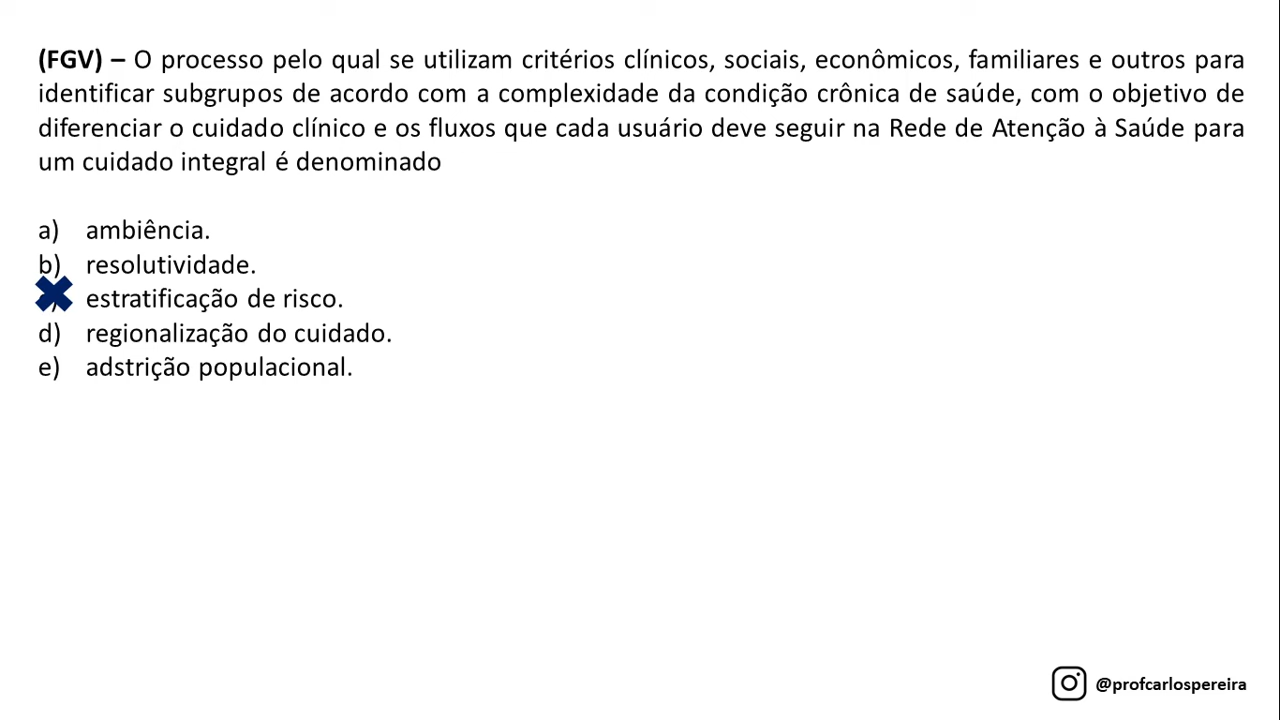 (FGV) – O processo pelo qual se utilizam critérios clínicos, sociais, econômicos, familiares e outros para
identificar subgrupos de acordo com a complexidade da condição crônica de saúde, com o objetivo de
diferenciar o cuidado clínico e os fluxos que cada usuário deve seguir na Rede de Atenção à Saúde para
um cuidado integral é denominado
a) ambiência.
b) resolutividade.
estratificação de risco.
d) regionalização do cuidado.
e) adstrição populacional.
@profcarlospereira